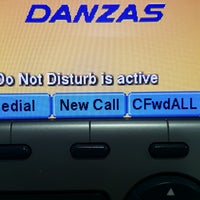 DANZAS
Do Not Disturb is active
edial New Call CFwdALL